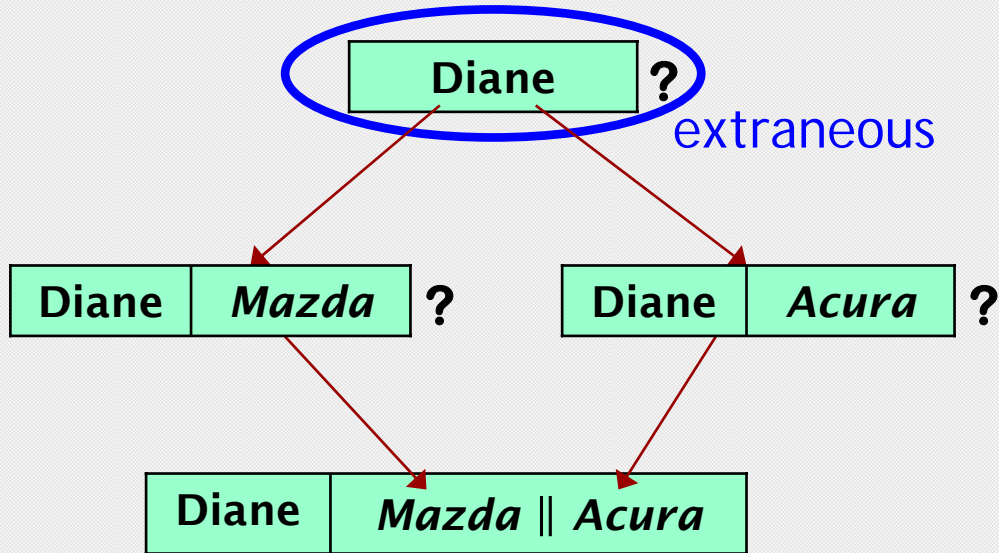 Diane ?
extraneous
Diane Mazda ? Diane Acura ?
Diane Mazda || Acura